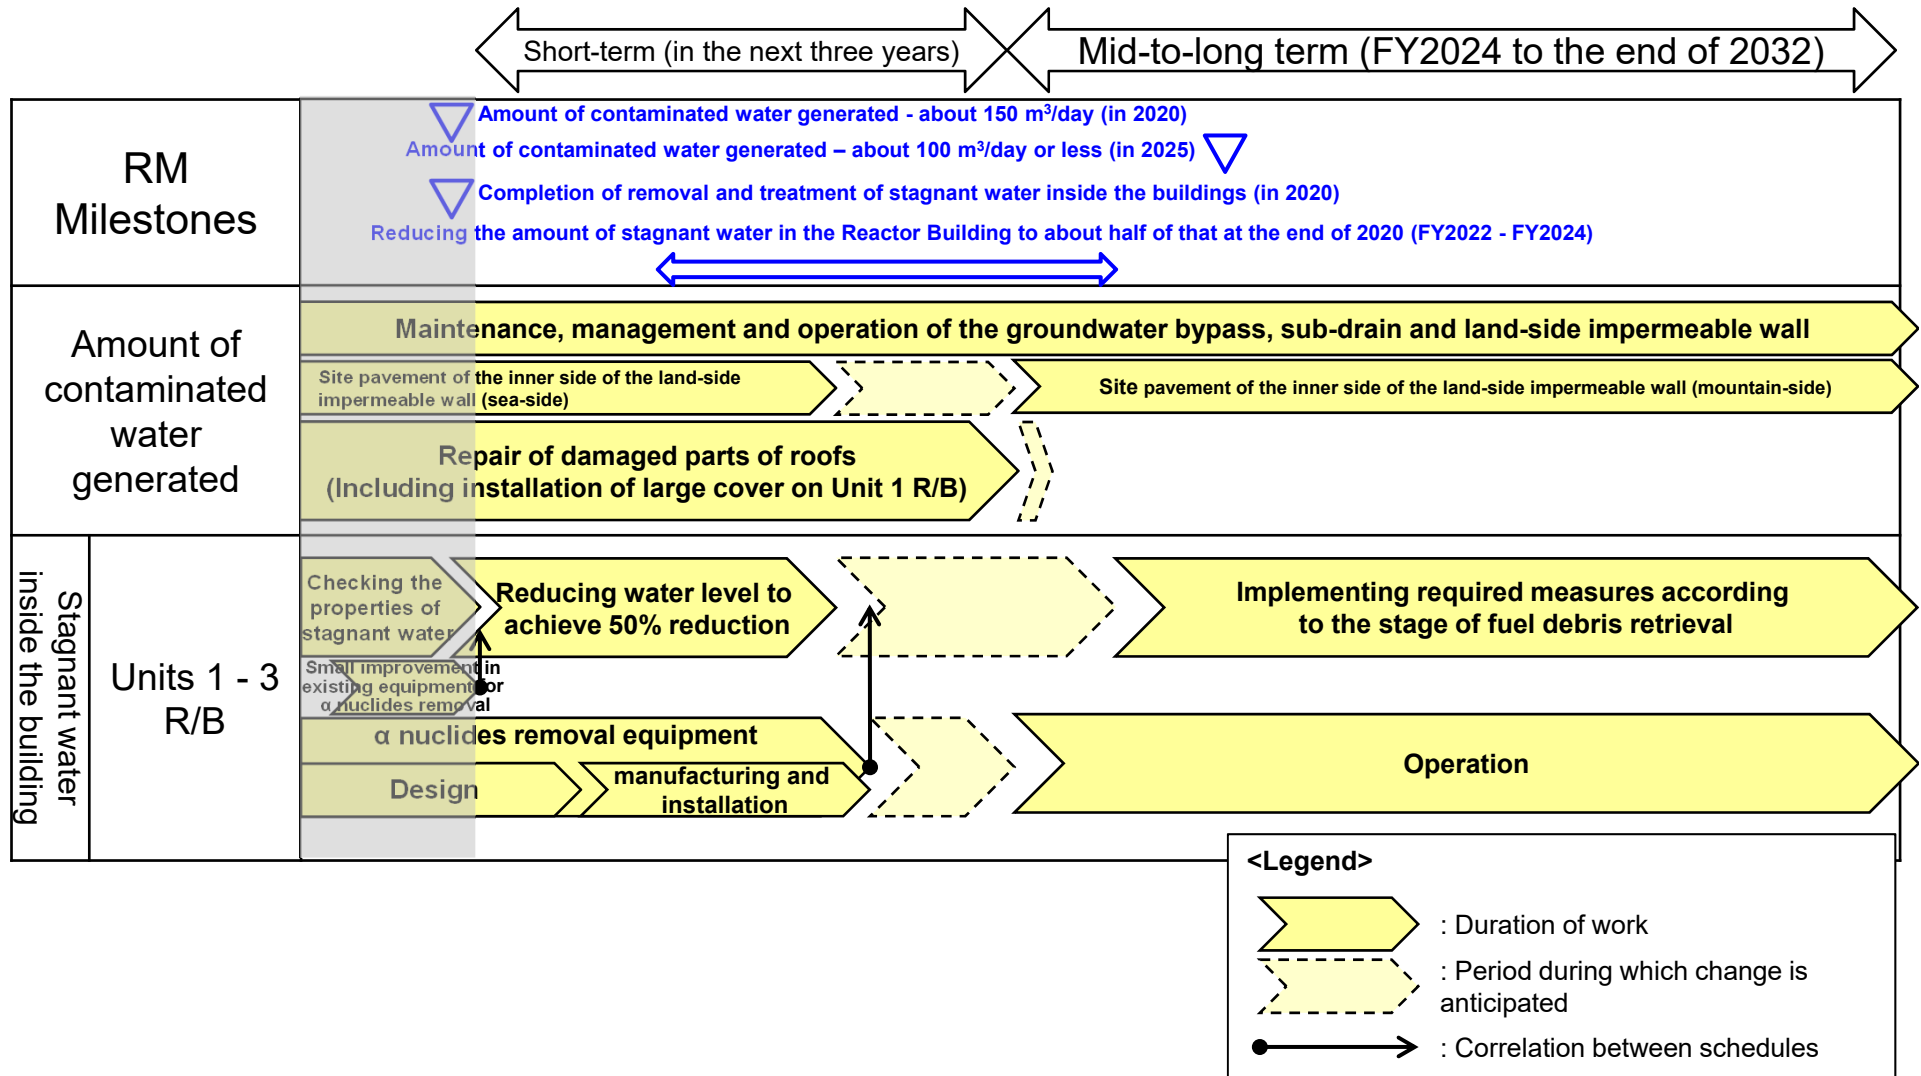 Short-term (in the next three years)
Mid-to-long term (FY2024 to the end of 2032)
RM
Milestones
Amount of contaminated water generated - about 150 m³/day (in 2020)
Amount of contaminated water generated – about 100 m³/day or less (in 2025)
Completion of removal and treatment of stagnant water inside the buildings (in 2020)
Reducing the amount of stagnant water in the Reactor Building to about half of that at the end of 2020 (FY2022 - FY2024)
Amount of
contaminated
water
generated
Maintenance, management and operation of the groundwater bypass, sub-drain and land-side impermeable wall
Site pavement of the inner side of the land-side
impermeable wall (sea-side)
Site pavement of the inner side of the land-side impermeable wall (mountain-side)
Repair of damaged parts of roofs
(Including installation of large cover on Unit 1 R/B)
Stagnant water
inside the building
Units 1 - 3
R/B
Checking the
properties of
stagnant water
Reducing water level to
achieve 50% reduction
Implementing required measures according
to the stage of fuel debris retrieval
Small improvement in
existing equipment for
α nuclides removal
α nuclides removal equipment
Design
manufacturing and
installation
Operation
<Legend>
: Duration of work
: Period during which change is
anticipated
: Correlation between schedules